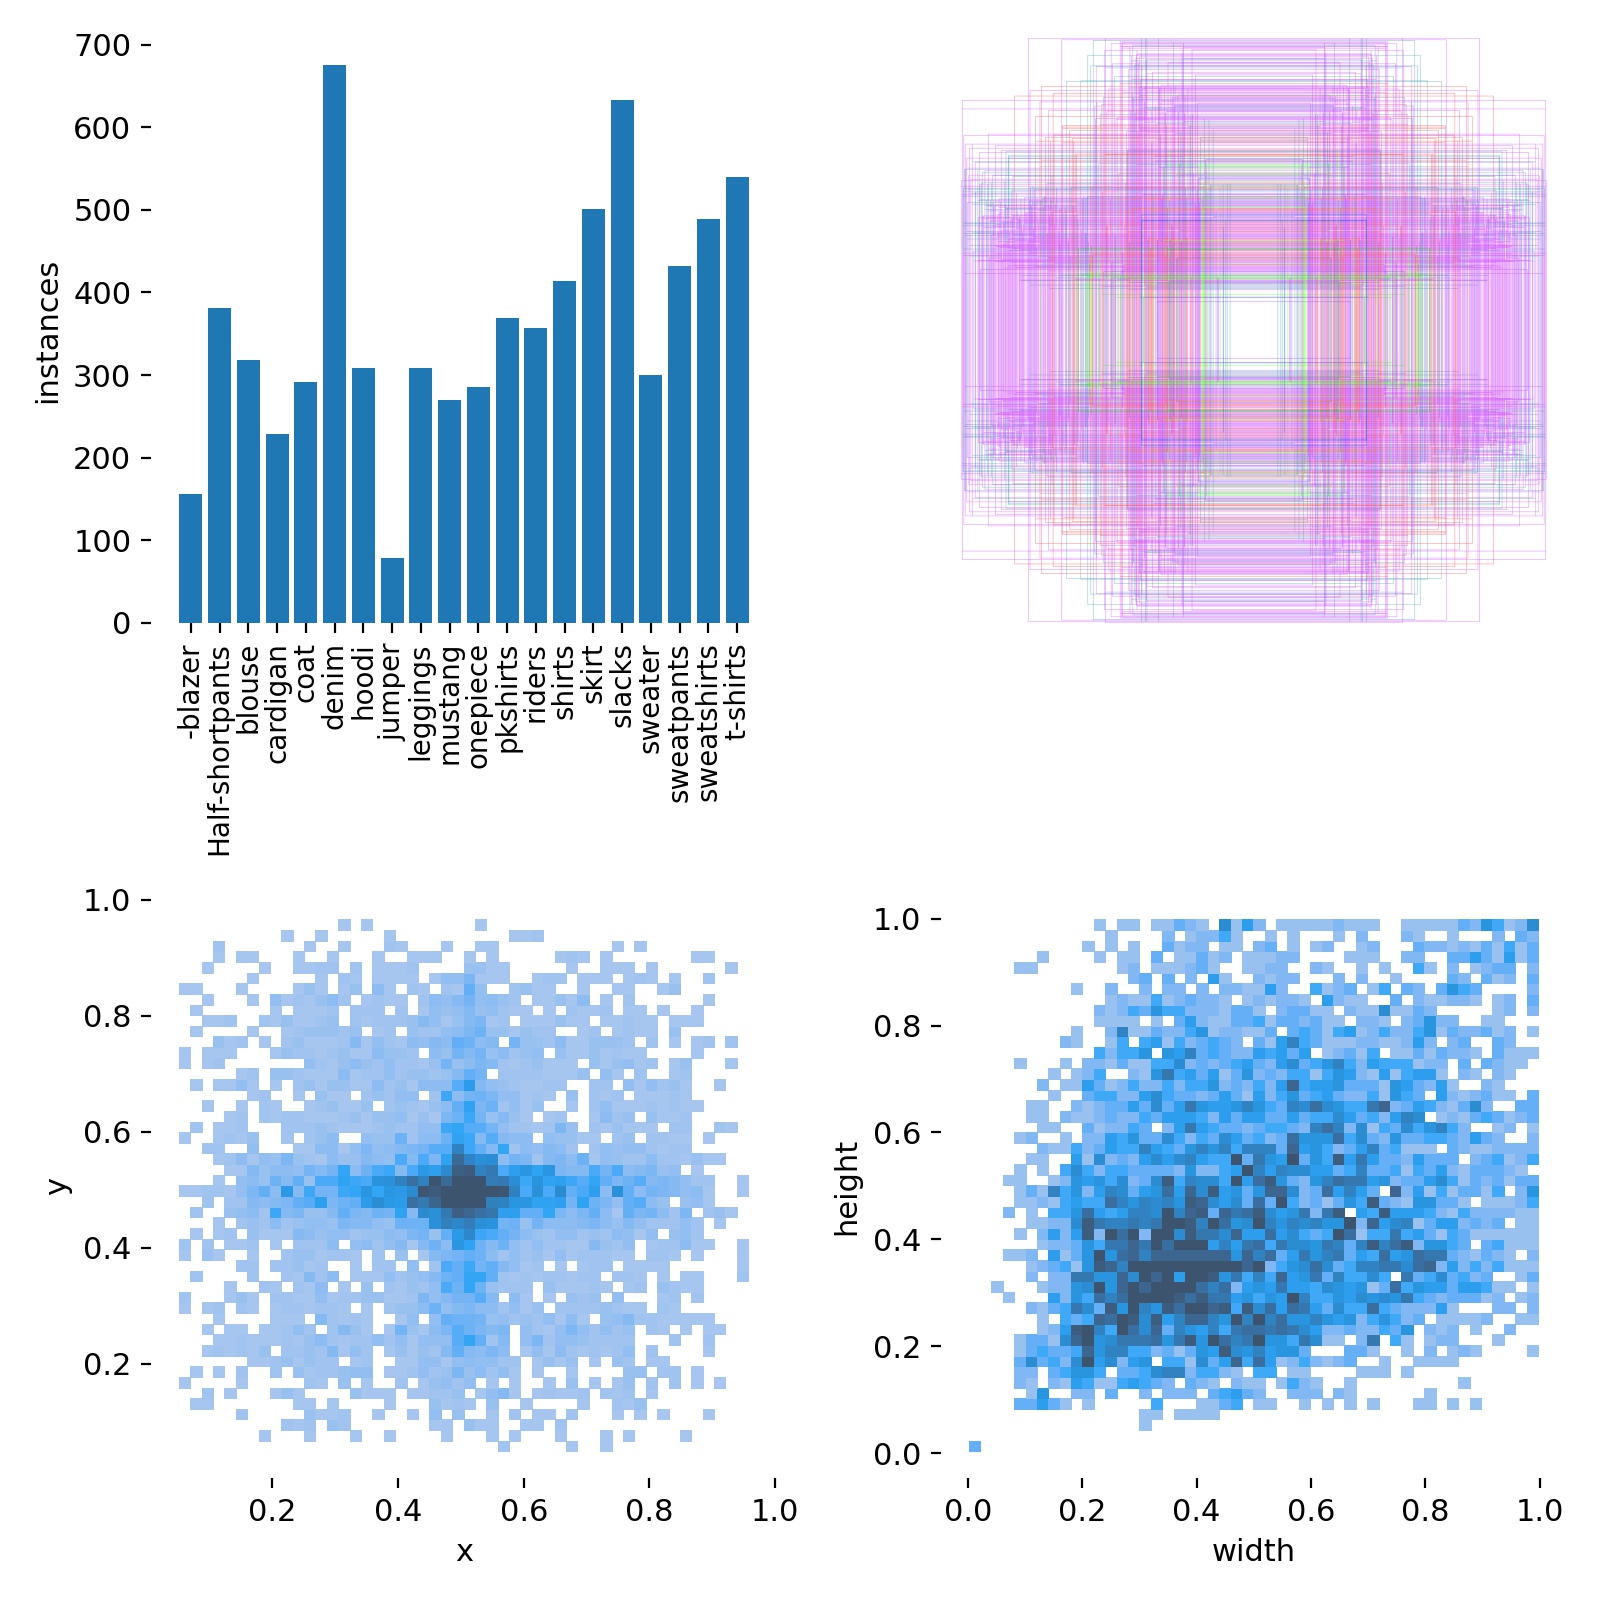 700
600
500
400
300
200
100
0
instances
-blazer
Half-shortpants
blouse
cardigan
coat
denim
hoodi
jumper
leggings
mustang
onepiece
pkshirts
riders
shirts
skirt
slacks
sweater
sweatpants
sweatshirts
t-shirts
1.0
0.8
0.6
0.4
0.2
y
0.2 0.4 0.6 0.8 1.0
x
1.0
0.8
0.6
0.4
0.2
0.0
height
0.0 0.2 0.4 0.6 0.8 1.0
width